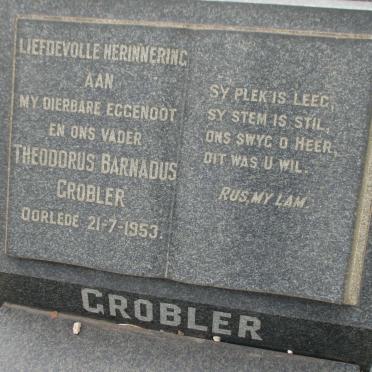 LIEFDEVOLLE HERINNERING
AAN
MY DIERBARE EGGENOOT
EN ONS VADER
THEODORUS BARNADUS
GROBLER
OORLEDE 21-7-1953.
SY PLEK IS LEEG,
SY STEM IS STIL,
ONS SWYG O HEER,
DIT WAS U WIL.
RUS, MY LAM.
GROBLER